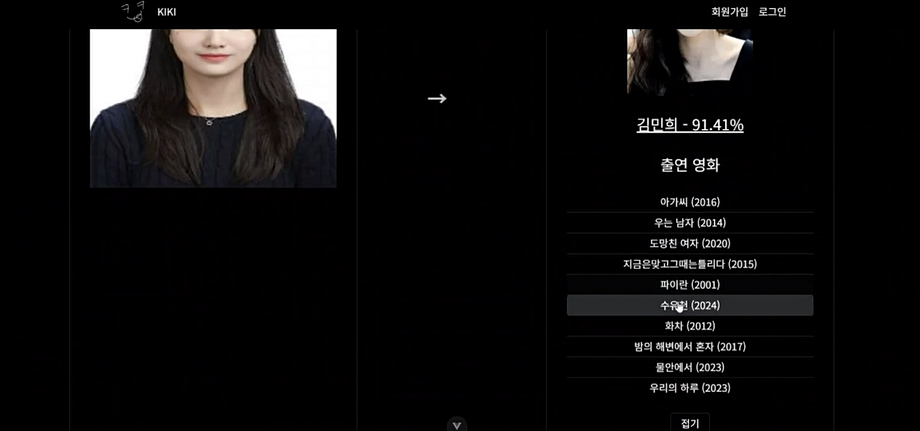 KIKI
회원가입 로그인
→
김민희 - 91.41%
출연 영화
아가씨 (2016)
우는 남자 (2014)
도망친 여자 (2020)
지금은맞고그때는틀리다 (2015)
파이란 (2001)
(2024)
화차 (2012)
밤의 해변에서 혼자 (2017)
물안에서 (2023)
우리의 하루 (2023)
접기